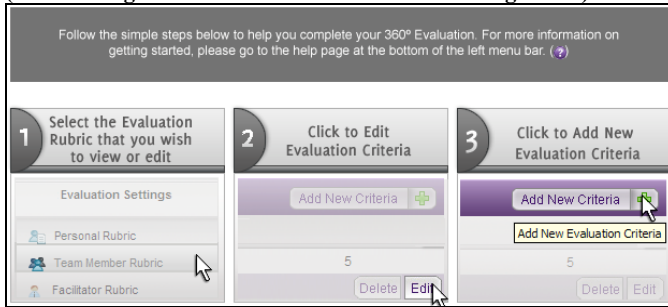 Follow the simple steps below to help you complete your 360º Evaluation. For more information on
getting started, please go to the help page at the bottom of the left menu bar. (?)
1
Select the Evaluation
Rubric that you wish
to view or edit
Evaluation Settings
Personal Rubric
Team Member Rubric
Facilitator Rubric
2
Click to Edit
Evaluation Criteria
Add New Criteria
5
Delete Edit
3
Click to Add New
Evaluation Criteria
Add New Criteria
Add New Evaluation Criteria
5
Delete Edit